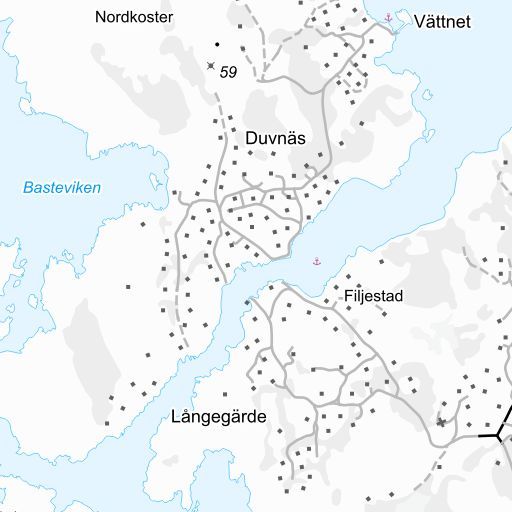 Nordkoster
Vättnet
59
Duvnäs
Basteviken
Filjestad
Långegärde